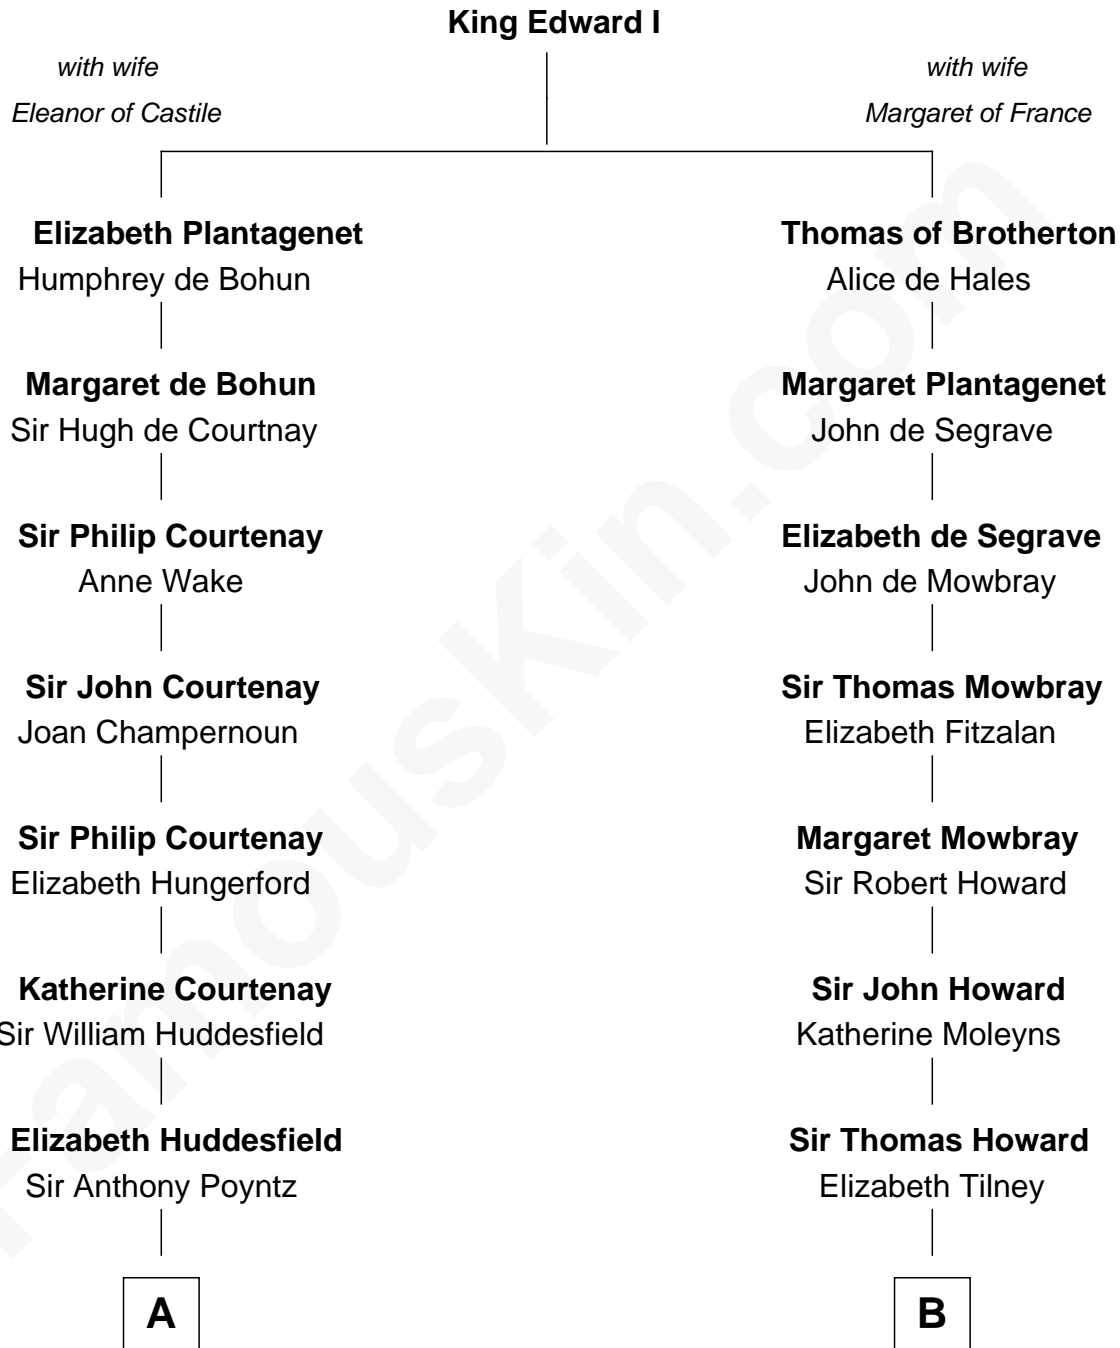 King Edward I
with wife
Eleanor of Castile
with wife
Margaret of France
Elizabeth Plantagenet
Humphrey de Bohun
Thomas of Brotherton
Alice de Hales
Margaret de Bohun
Sir Hugh de Courtnay
Margaret Plantagenet
John de Segrave
Sir Philip Courtenay
Anne Wake
Elizabeth de Segrave
John de Mowbray
Sir John Courtenay
Joan Champernoun
Sir Thomas Mowbray
Elizabeth Fitzalan
Sir Philip Courtenay
Elizabeth Hungerford
Margaret Mowbray
Sir Robert Howard
Katherine Courtenay
Sir William Huddesfield
Sir John Howard
Katherine Moleyns
Elizabeth Huddesfield
Sir Anthony Poyntz
Sir Thomas Howard
Elizabeth Tilney
A
B
FamousKin.com